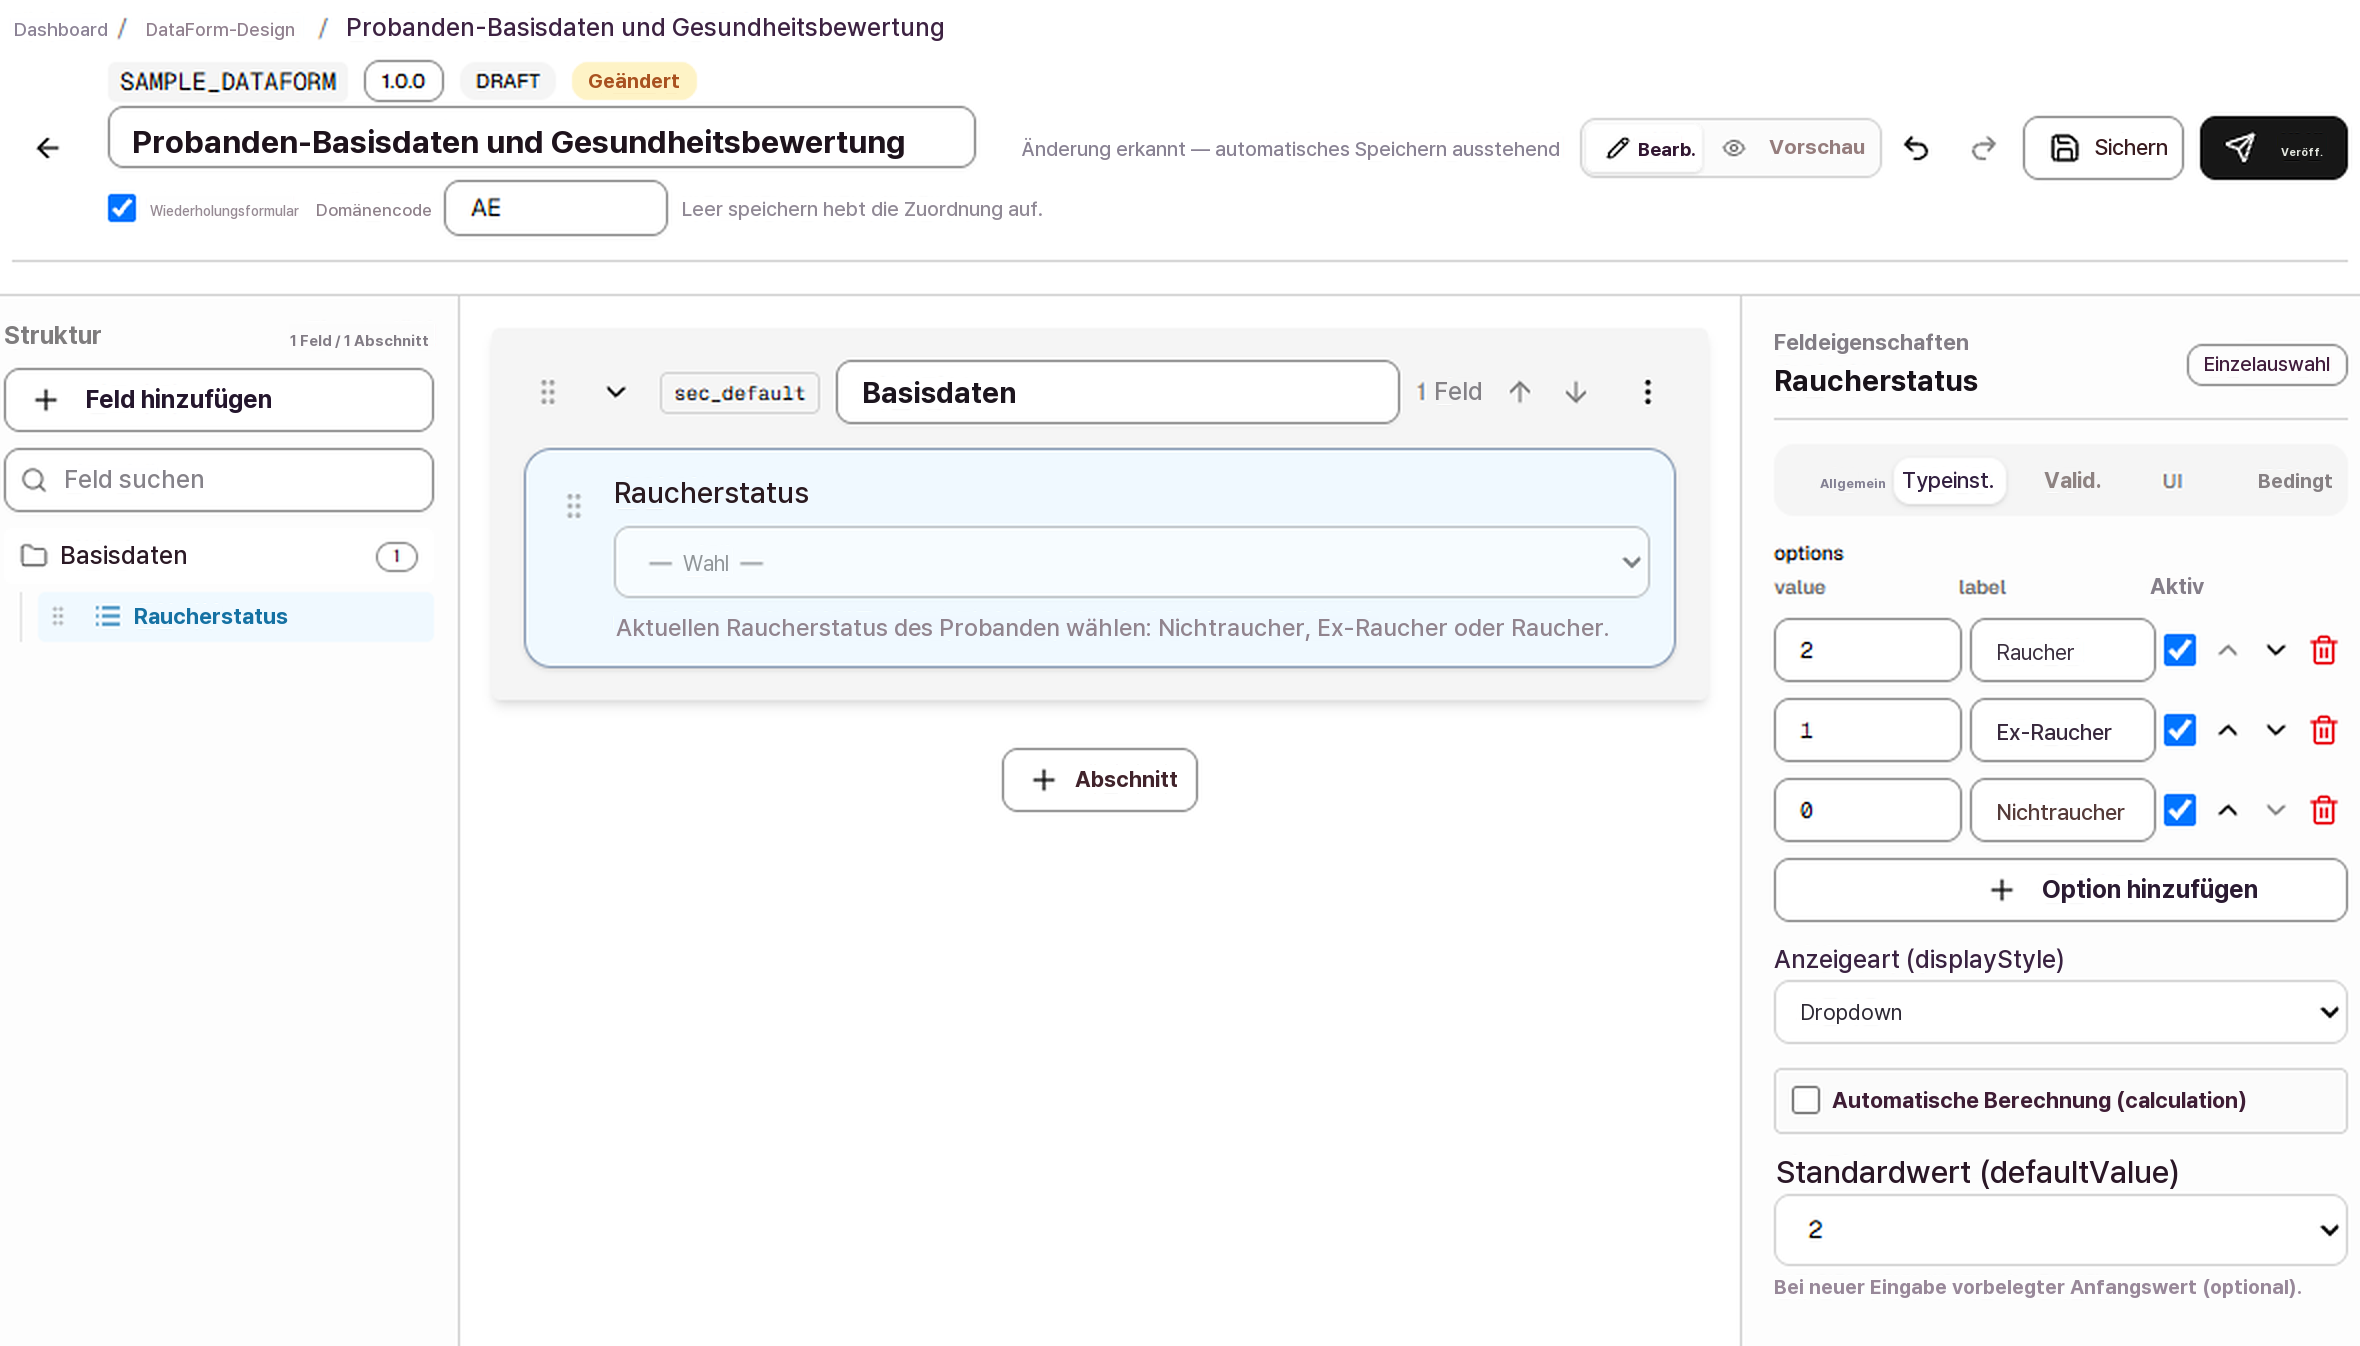 Dashboard / DataForm-Design / Probanden-Basisdaten und Gesundheitsbewertung
SAMPLE_DATAFORM 1.0.0 DRAFT Geändert
Probanden-Basisdaten und Gesundheitsbewertung
Änderung erkannt — automatisches Speichern ausstehend
Bearb. Vorschau
Sichern
Veröff.
Wiederholungsformular Domänencode AE Leer speichern hebt die Zuordnung auf.
Struktur
1 Feld / 1 Abschnitt
Feld hinzufügen
Feld suchen
Basisdaten 1
Raucherstatus
sec_default Basisdaten 1 Feld
Raucherstatus
— Wahl —
Aktuellen Raucherstatus des Probanden wählen: Nichtraucher, Ex-Raucher oder Raucher.
Abschnitt
Feldeigenschaften
Raucherstatus
Einzelauswahl
Allgemein Typeinst. Valid. UI Bedingt
options
value label Aktiv
2 Raucher
1 Ex-Raucher
0 Nichtraucher
Option hinzufügen
Anzeigeart (displayStyle)
Dropdown
Automatische Berechnung (calculation)
Standardwert (defaultValue)
2
Bei neuer Eingabe vorbelegter Anfangswert (optional).